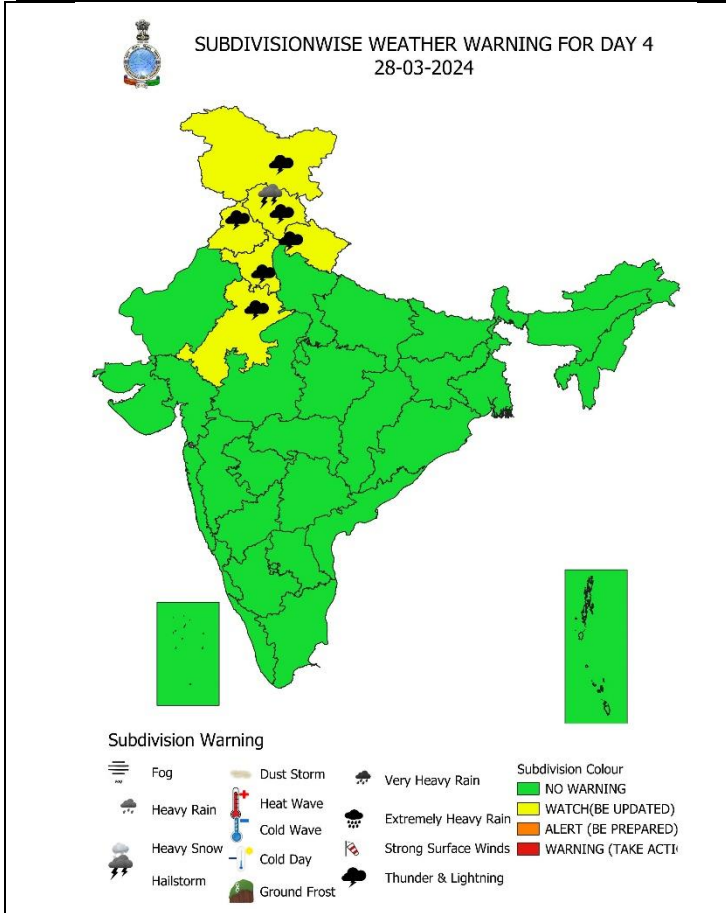 SUBDIVISIONWISE WEATHER WARNING FOR DAY 4
28-03-2024
Subdivision Warning
Fog
Heavy Rain
Heavy Snow
Hailstorm
Dust Storm
Heat Wave
Cold Wave
Cold Day
Ground Frost
Very Heavy Rain
Extremely Heavy Rain
Strong Surface Winds
Thunder & Lightning
Subdivision Colour
NO WARNING
WATCH(BE UPDATED)
ALERT (BE PREPARED)
WARNING (TAKE ACTI